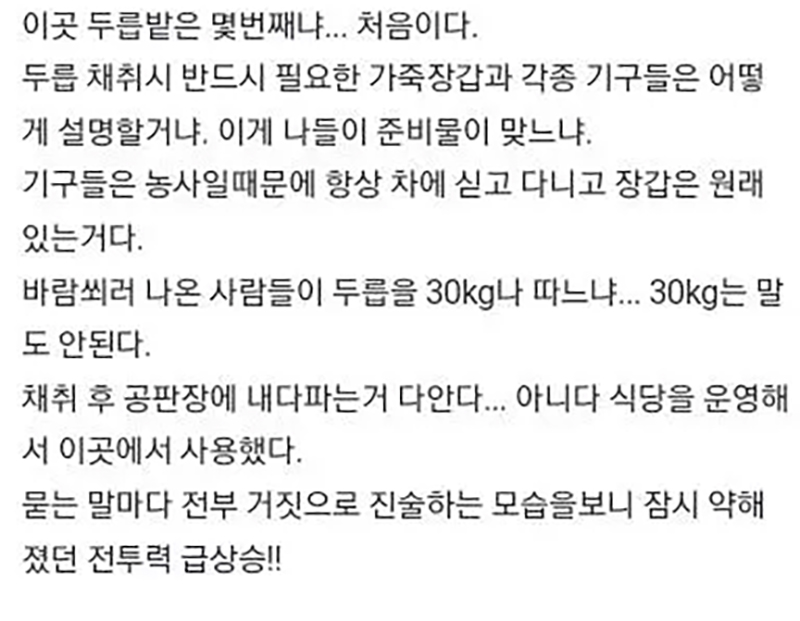 이곳 두릅밭은 몇번째냐... 처음이다.
두릅 채취시 반드시 필요한 가죽장갑과 각종 기구들은 어떻
게 설명할거냐. 이게 나들이 준비물이 맞느냐.
기구들은 농사일때문에 항상 차에 싣고 다니고 장갑은 원래
있는거다.
바람쐬러 나온 사람들이 두릅을 30kg나 따느냐... 30kg는 말
도 안된다.
채취 후 공판장에 내다파는거 다안다... 아니다 식당을 운영해
서 이곳에서 사용했다.
묻는 말마다 전부 거짓으로 진술하는 모습을보니 잠시 약해
졌던 전투력 급상승!!